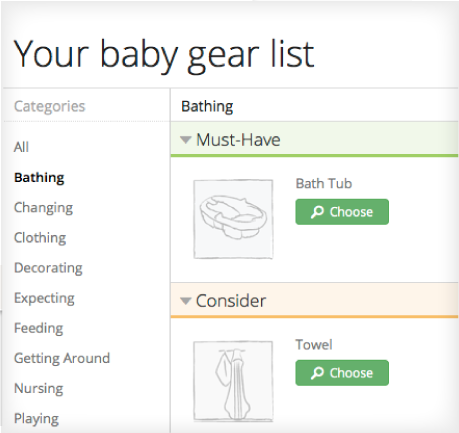 Your baby gear list
Categories
All
Bathing
Changing
Clothing
Decorating
Expecting
Feeding
Getting Around
Nursing
Playing
Bathing
Must-Have
Bath Tub
Choose
Consider
Towel
Choose